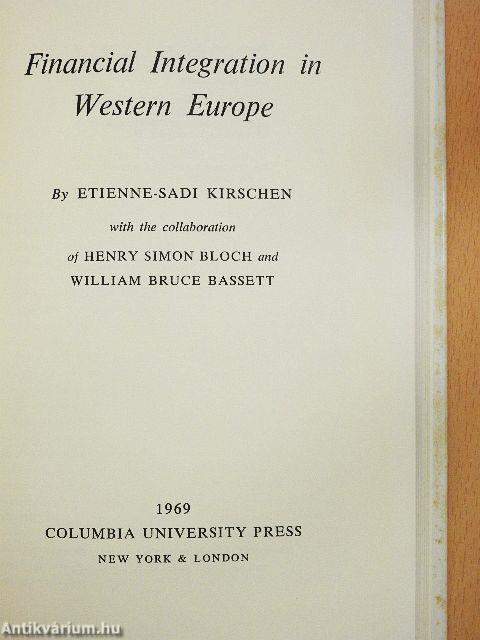 Financial Integration in
Western Europe
By ETIENNE-SADI KIRSCHEN
with the collaboration
of HENRY SIMON BLOCH and
WILLIAM BRUCE BASSETT
1969
COLUMBIA UNIVERSITY PRESS
NEW YORK & LONDON
Antikvárium.hu